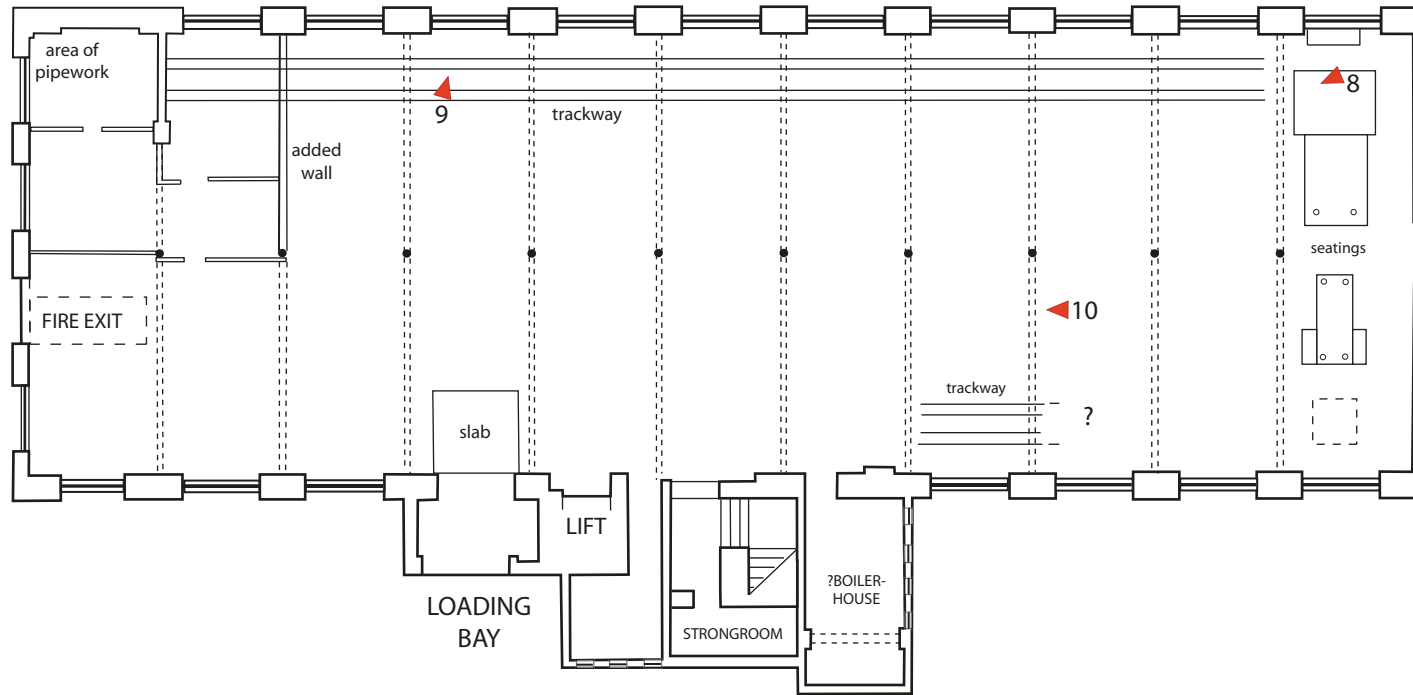 area of
pipework
9
trackway
8
added
wall
seatings
10
FIRE EXIT
trackway
?
slab
LIFT
LOADING
BAY
STRONGROOM
?BOILER-
HOUSE